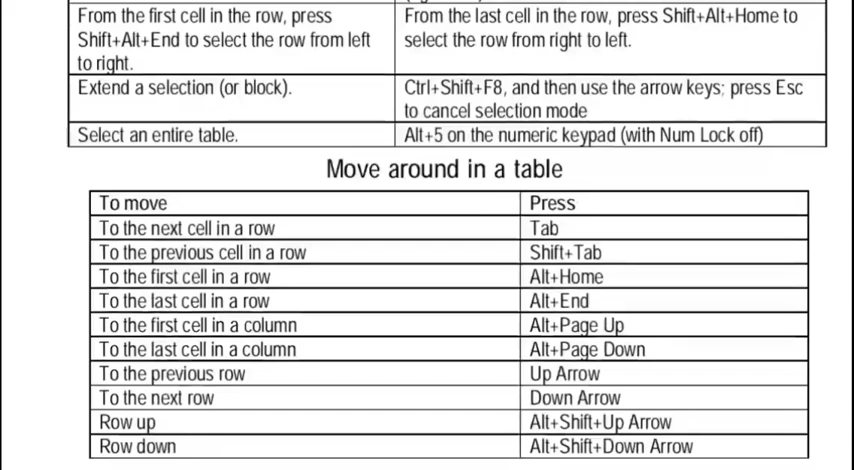 From the first cell in the row, press From the last cell in the row, press Shift+Alt+Home to
Shift+Alt+End to select the row from left select the row from right to left.
to right.
Extend a selection (or block). Ctrl+Shift+F8, and then use the arrow keys; press Esc
to cancel selection mode
Select an entire table. Alt+5 on the numeric keypad (with Num Lock off)
Move around in a table
To move Press
To the next cell in a row Tab
To the previous cell in a row Shift+Tab
To the first cell in a row Alt+Home
To the last cell in a row Alt+End
To the first cell in a column Alt+Page Up
To the last cell in a column Alt+Page Down
To the previous row Up Arrow
To the next row Down Arrow
Row up Alt+Shift+Up Arrow
Row down Alt+Shift+Down Arrow